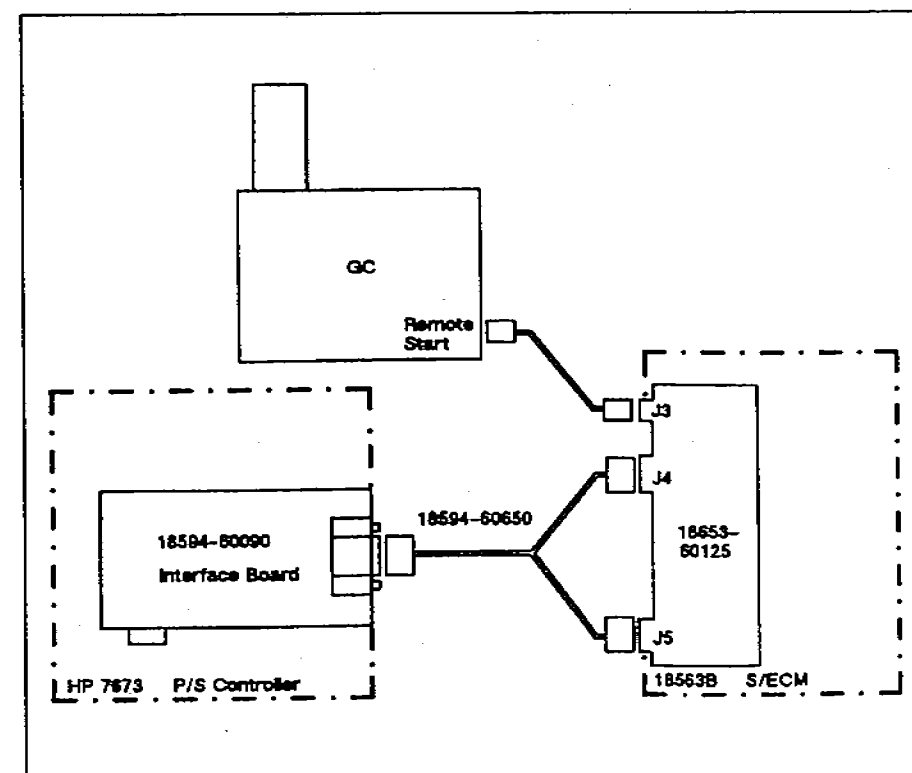 GC
Remote
Start
J3
J4
18594-60650
18594-60090
Interface Board
18653-
60125
J5
HP 7673 P/S Controller
18563B S/ECM